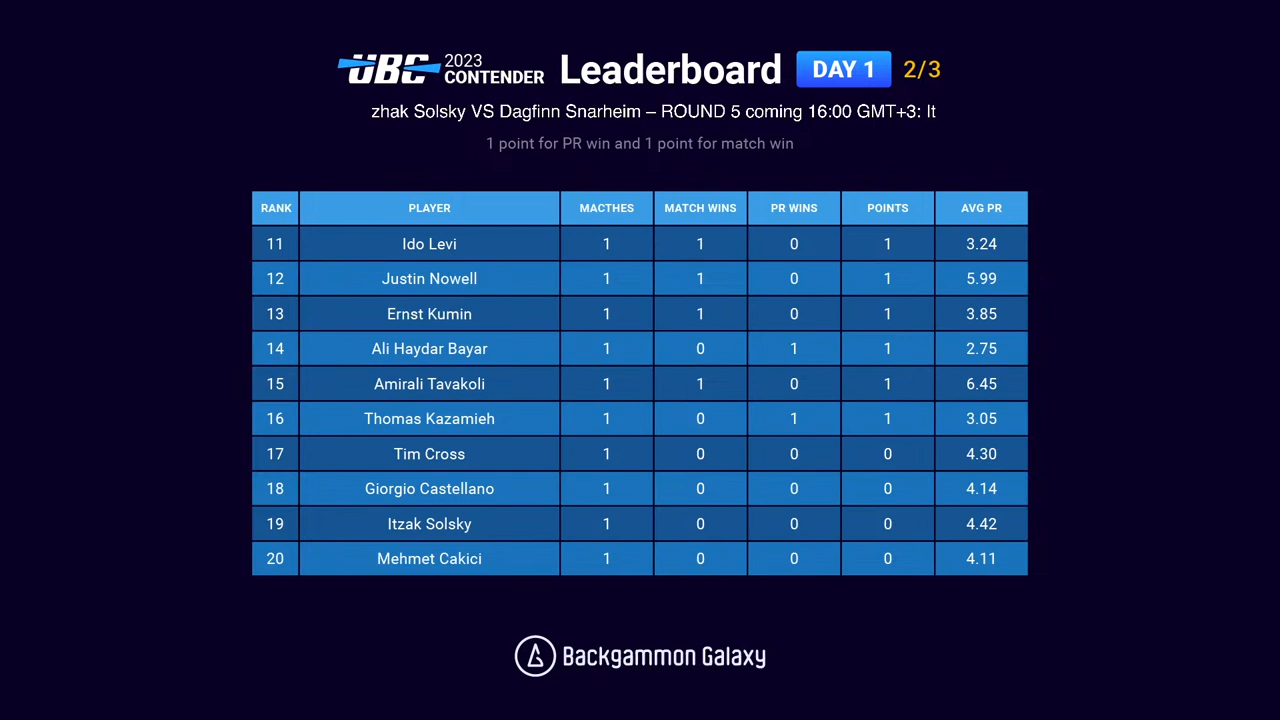 UBC 2023 CONTENDER Leaderboard DAY 1 2/3
zhak Solsky VS Dagfinn Snarheim – ROUND 5 coming 16:00 GMT+3: It
1 point for PR win and 1 point for match win
RANK PLAYER MACTHES MATCH WINS PR WINS POINTS AVG PR
11 Ido Levi 1 1 0 1 3.24
12 Justin Nowell 1 1 0 1 5.99
13 Ernst Kumin 1 1 0 1 3.85
14 Ali Haydar Bayar 1 0 1 1 2.75
15 Amirali Tavakoli 1 1 0 1 6.45
16 Thomas Kazamieh 1 0 1 1 3.05
17 Tim Cross 1 0 0 0 4.30
18 Giorgio Castellano 1 0 0 0 4.14
19 Itzak Solsky 1 0 0 0 4.42
20 Mehmet Cakici 1 0 0 0 4.11
Backgammon Galaxy